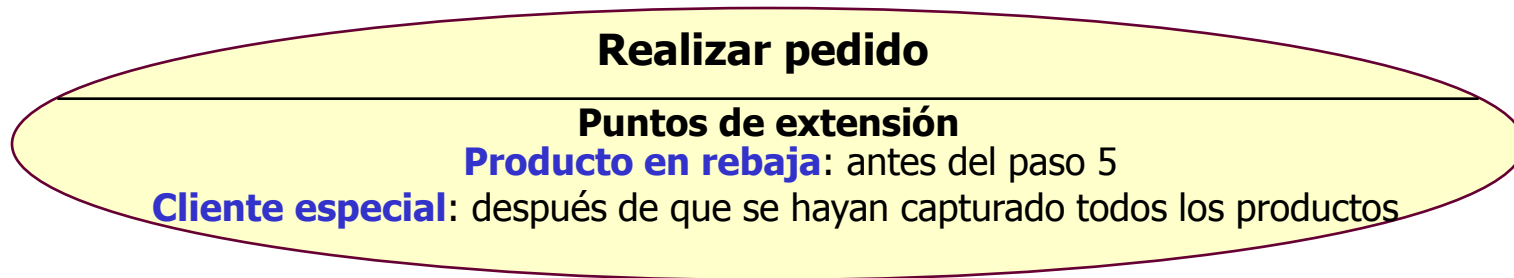 Realizar pedido
Puntos de extensión
Producto en rebaja: antes del paso 5
Cliente especial: después de que se hayan capturado todos los productos